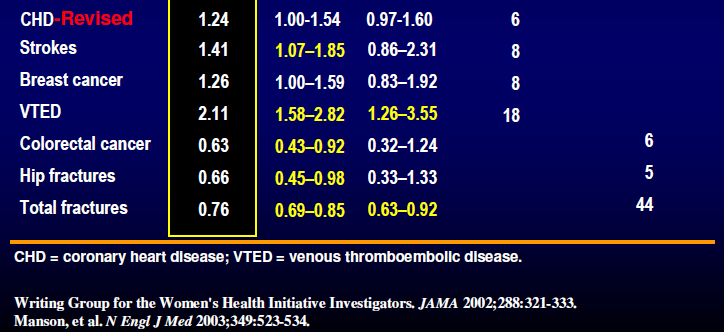 CHD-Revised 1.24 1.00-1.54 0.97-1.60 6
Strokes 1.41 1.07–1.85 0.86–2.31 8
Breast cancer 1.26 1.00–1.59 0.83–1.92 8
VTED 2.11 1.58–2.82 1.26–3.55 18
Colorectal cancer 0.63 0.43–0.92 0.32–1.24 6
Hip fractures 0.66 0.45–0.98 0.33–1.33 5
Total fractures 0.76 0.69–0.85 0.63–0.92 44
CHD = coronary heart disease; VTED = venous thromboembolic disease.
Writing Group for the Women's Health Initiative Investigators. JAMA 2002;288:321-333.
Manson, et al. N Engl J Med 2003;349:523-534.